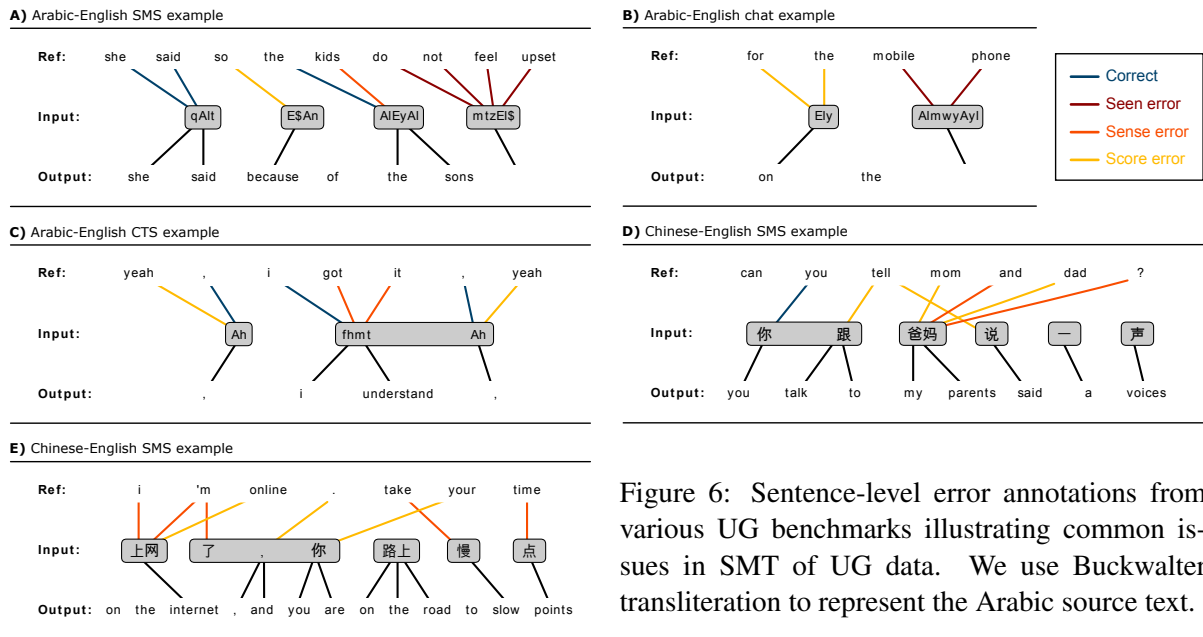 A) Arabic-English SMS example
Ref: she said so the kids do not feel upset
Input: qAlt E$An AlEyAl mtzEl$
Output: she said because of the sons
B) Arabic-English chat example
Ref: for the mobile phone
Input: Ely AlmwyAyl
Output: on the
Correct
Seen error
Sense error
Score error
C) Arabic-English CTS example
Ref: yeah , i got it , yeah
Input: Ah fhmt Ah
Output: , i understand ,
D) Chinese-English SMS example
Ref: can you tell mom and dad ?
Input: 你 跟 爸妈 说 一 声
Output: you talk to my parents said a voices
E) Chinese-English SMS example
Ref: i 'm online . take your time
Input: 上网 了 , 你 路上 慢 点
Output: on the internet , and you are on the road to slow points
Figure 6: Sentence-level error annotations from
various UG benchmarks illustrating common is-
sues in SMT of UG data. We use Buckwalter
transliteration to represent the Arabic source text.